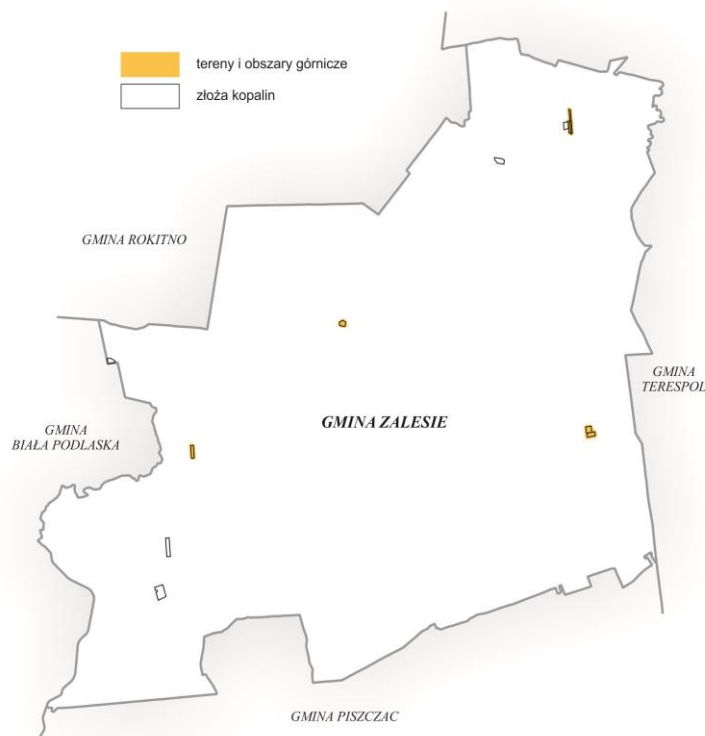 tereny i obszary górnicze
złoża kopalin
GMINA ROKITNO
GMINA
TERESPOL
GMINA
BIAŁA PODLASKA
GMINA ZALESIE
GMINA PISZCZAC